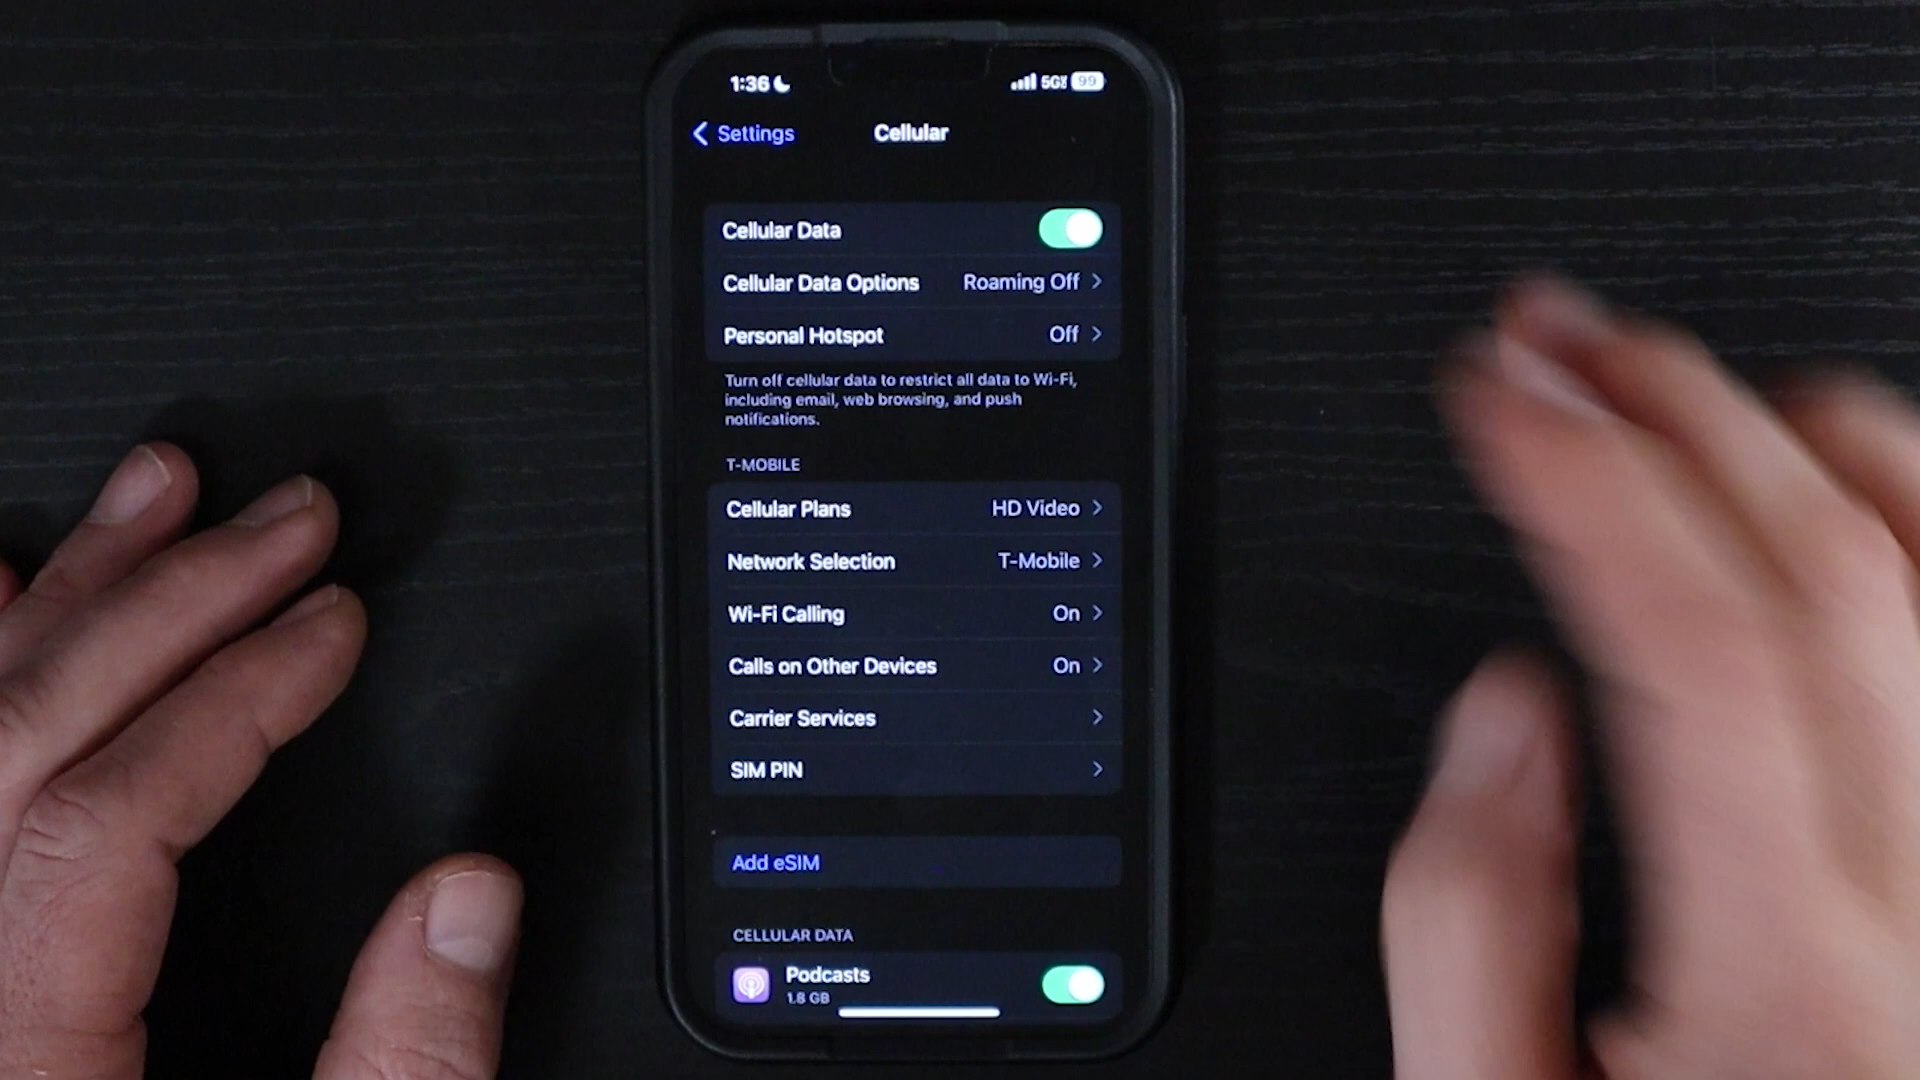 1:36
5G 99
Settings
Cellular
Cellular Data
Cellular Data Options Roaming Off
Personal Hotspot Off
Turn off cellular data to restrict all data to Wi-Fi,
including email, web browsing, and push
notifications.
T-MOBILE
Cellular Plans HD Video
Network Selection T-Mobile
Wi-Fi Calling On
Calls on Other Devices On
Carrier Services
SIM PIN
Add eSIM
CELLULAR DATA
Podcasts
1.8 GB